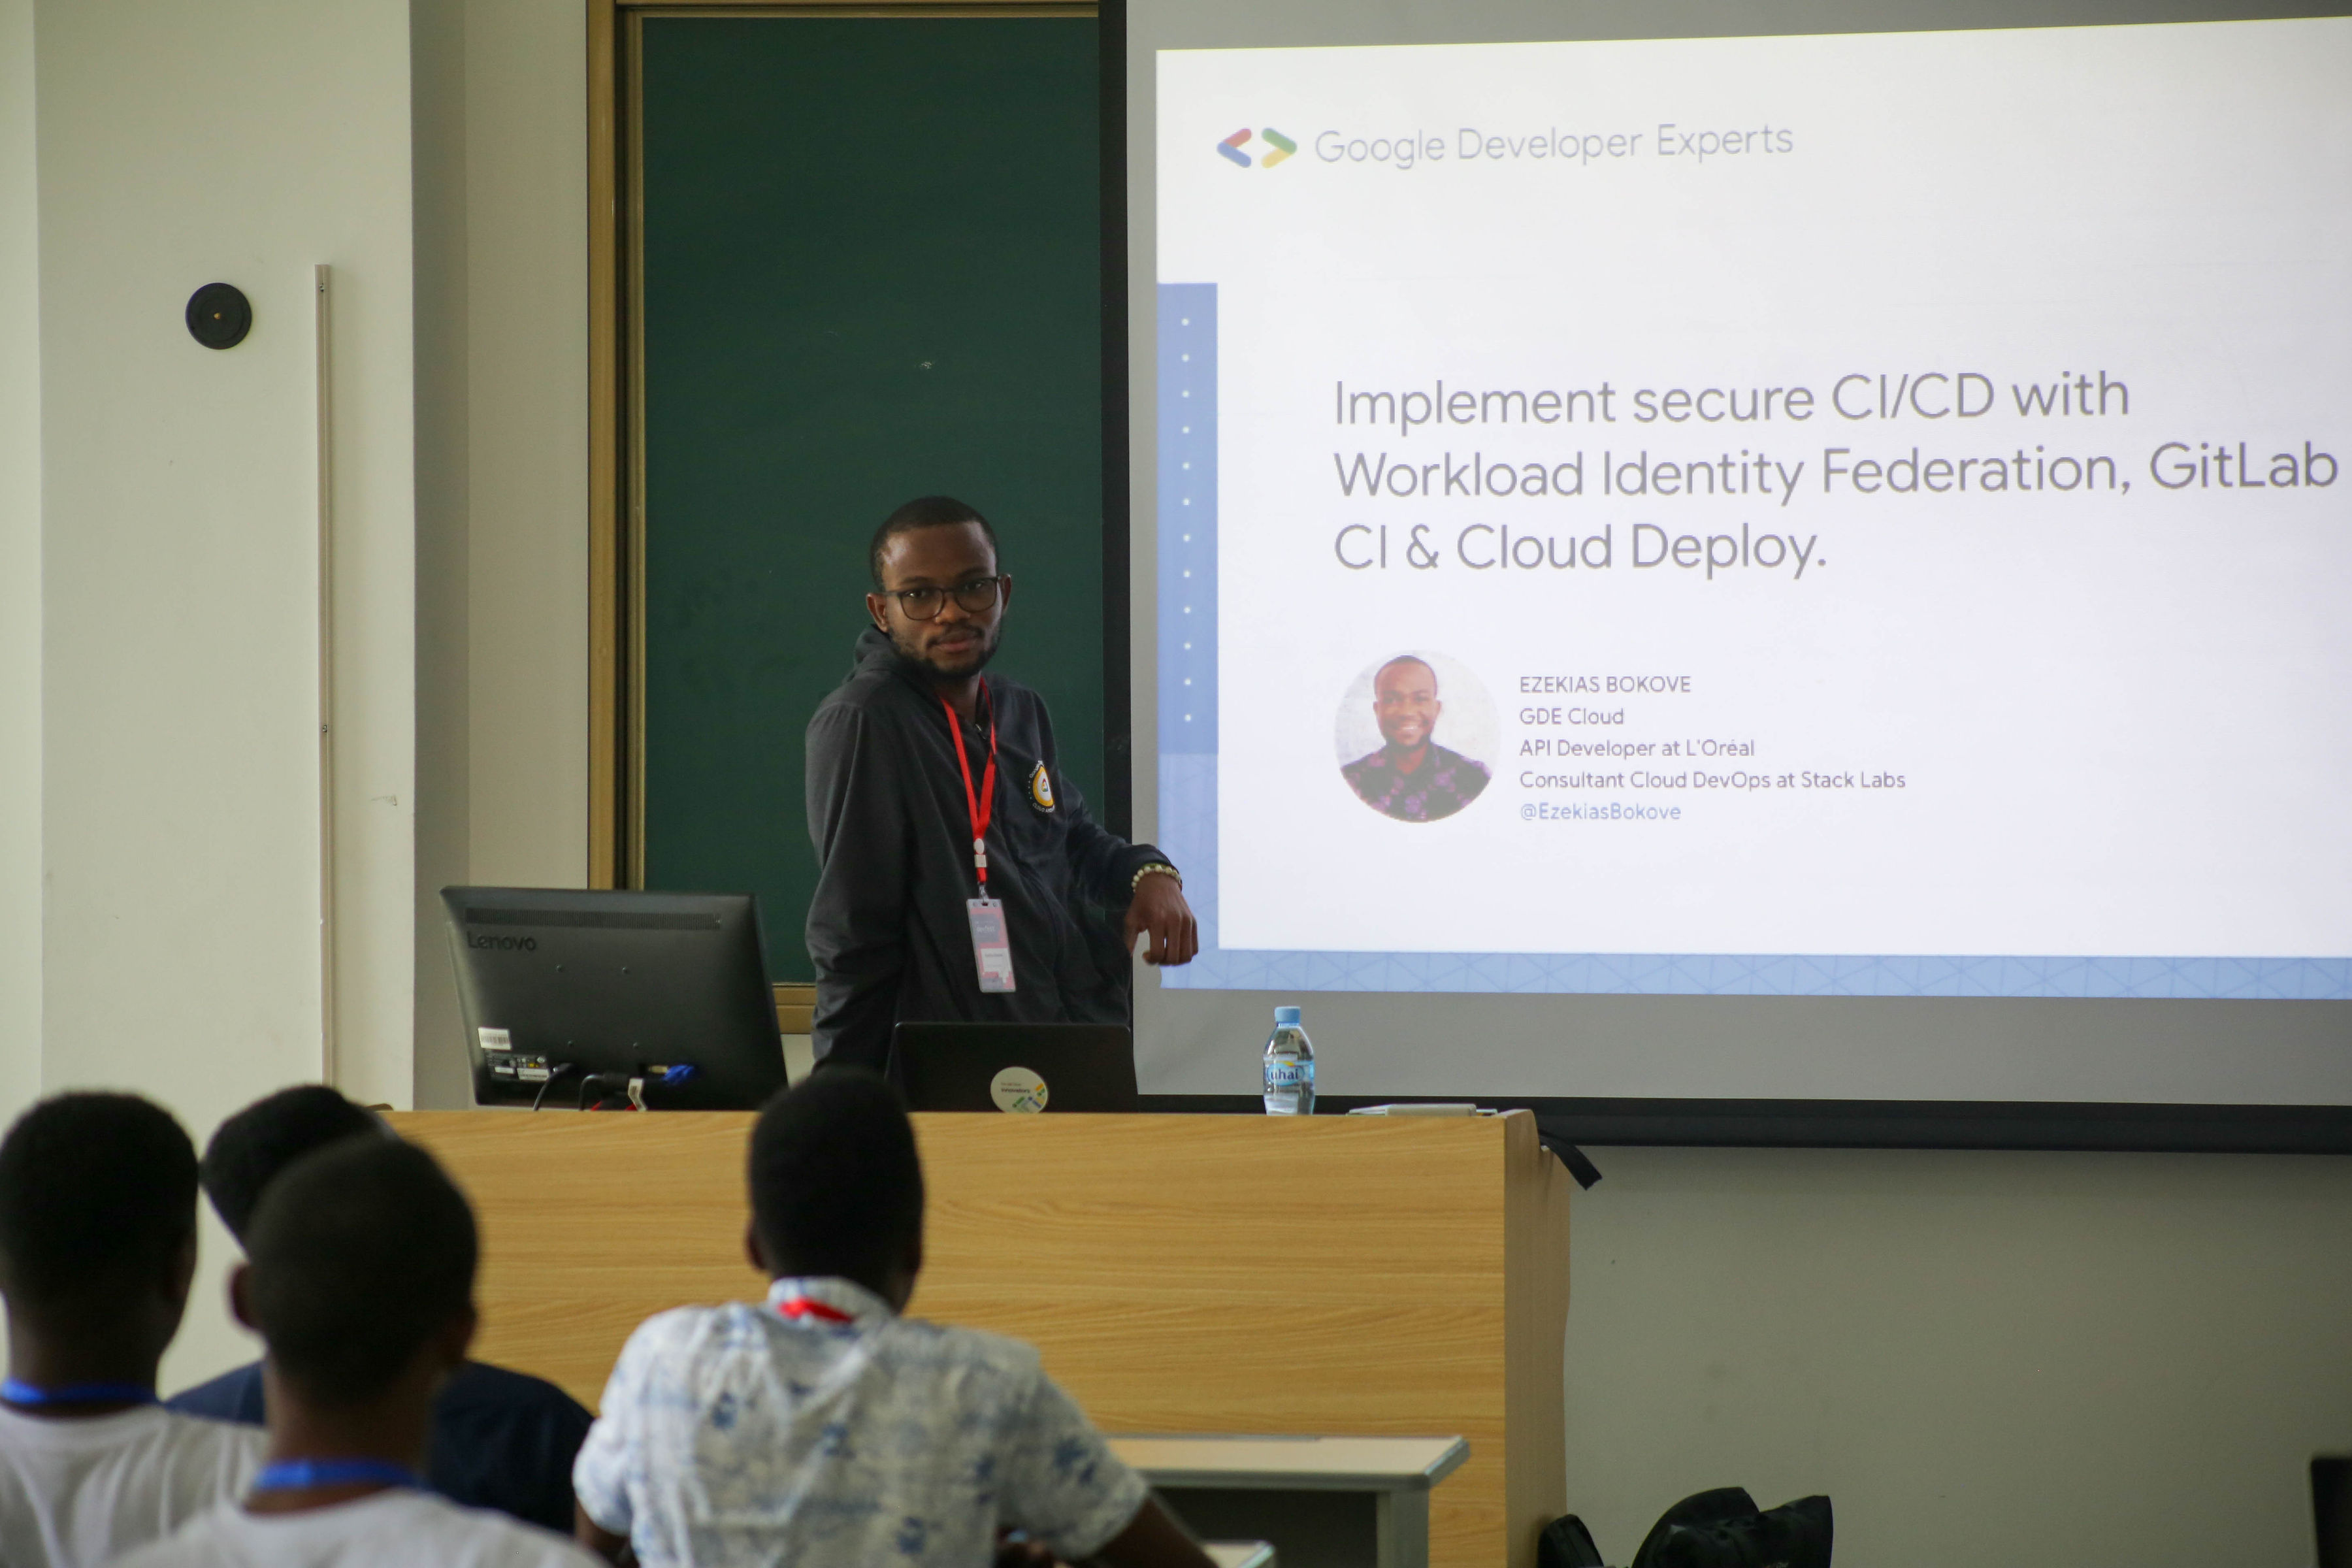 Google Developer Experts
Implement secure CI/CD with
Workload Identity Federation, GitLab
CI & Cloud Deploy.
EZEKIAS BOKOVE
GDE Cloud
API Developer at L'Oréal
Consultant Cloud DevOps at Stack Labs
@EzekiasBokove
Lenovo
uhai